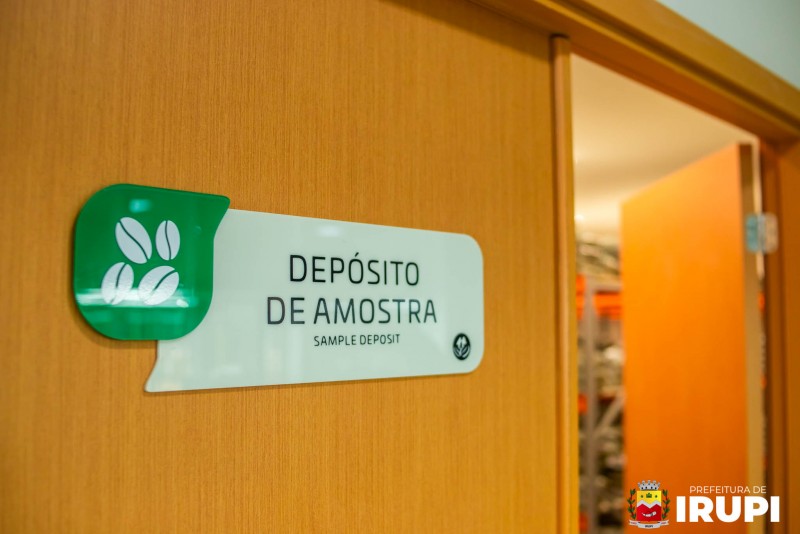 DEPÓSITO
DE AMOSTRA
SAMPLE DEPOSIT
PREFEITURA DE
IRUPI